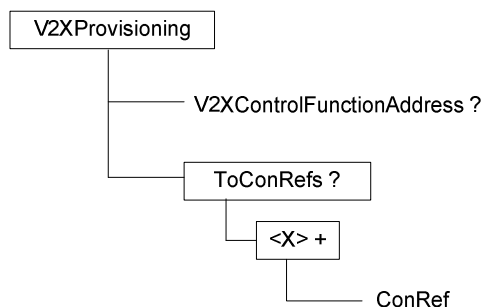 V2XProvisioning
V2XControlFunctionAddress ?
ToConRefs ?
<X> +
ConRef